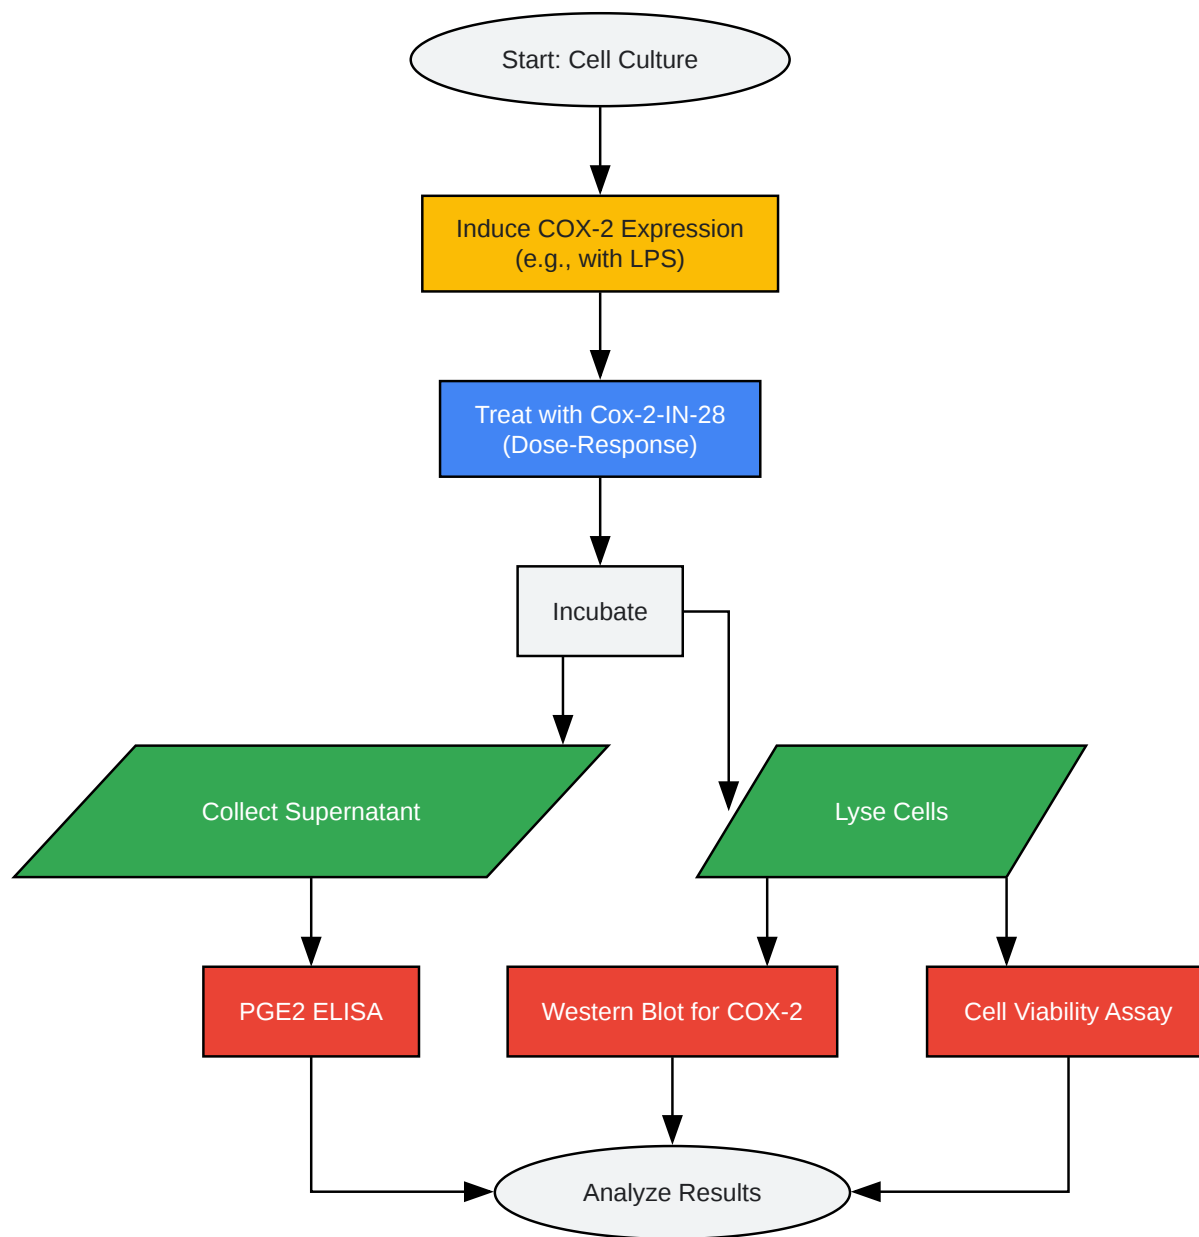 Start: Cell Culture
Induce COX-2 Expression
(e.g., with LPS)
Treat with Cox-2-IN-28
(Dose-Response)
Incubate
Collect Supernatant
Lyse Cells
PGE2 ELISA
Western Blot for COX-2
Cell Viability Assay
Analyze Results